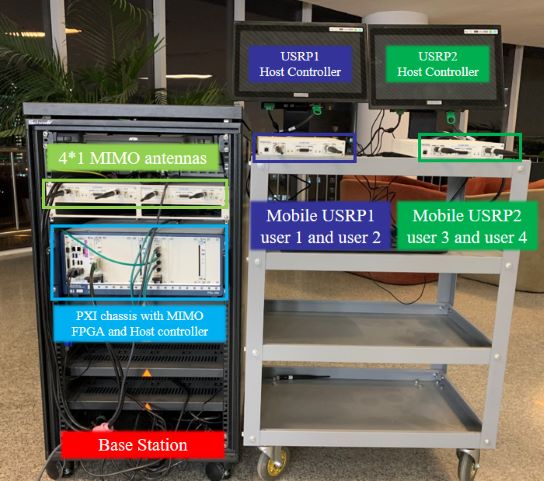 USRP1
Host Controller
USRP2
Host Controller
4*1 MIMO antennas
Mobile USRP1
user 1 and user 2
Mobile USRP2
user 3 and user 4
PXI chassis with MIMO
FPGA and Host controller
Base Station